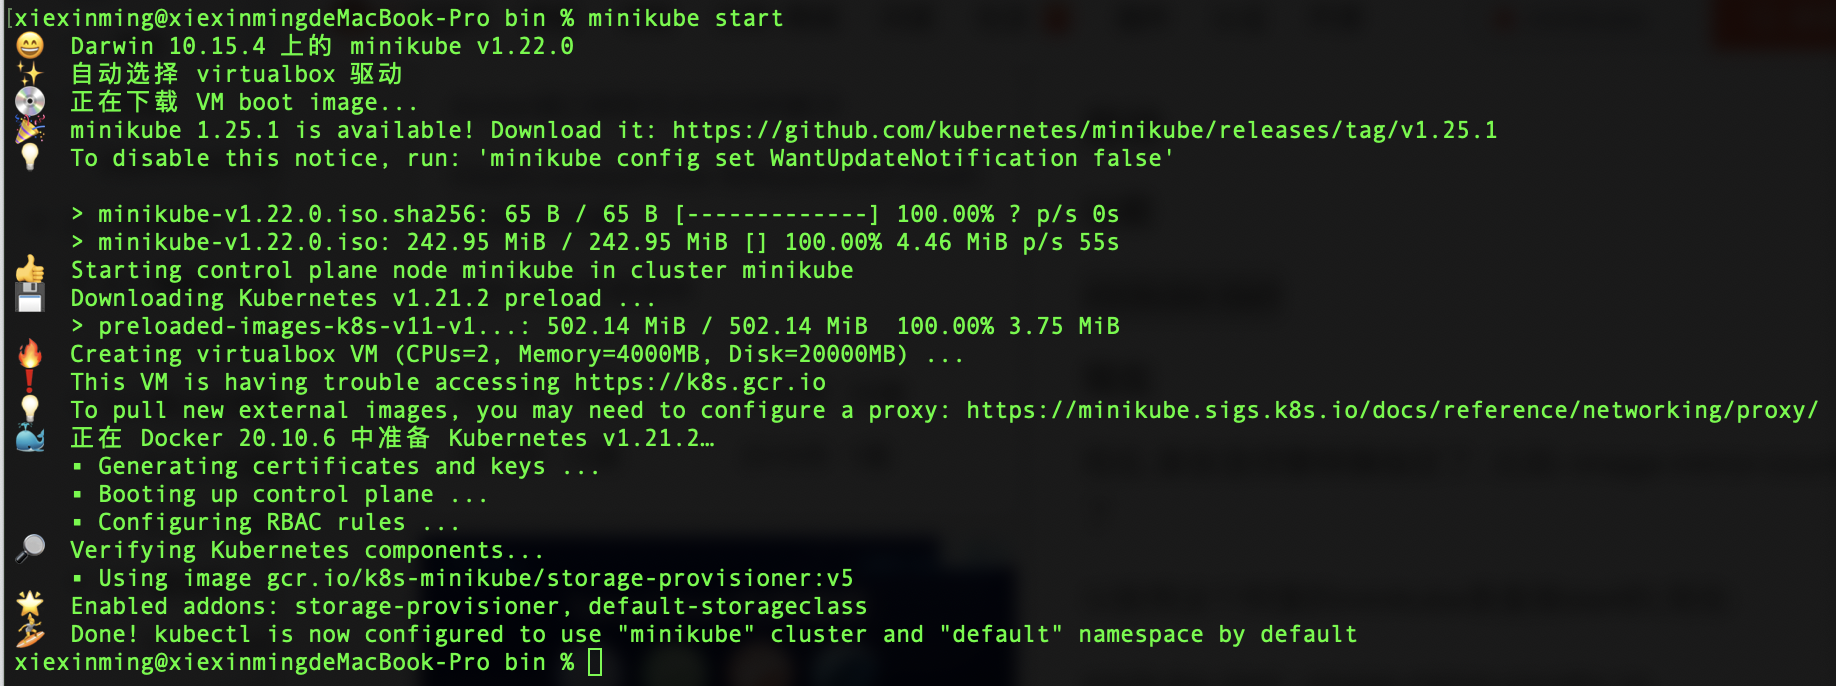 [xiexinming@xiexinmingdeMacBook-Pro bin % minikube start
😄 Darwin 10.15.4 上的 minikube v1.22.0
✨ 自动选择 virtualbox 驱动
💿 正在下载 VM boot image...
🎉 minikube 1.25.1 is available! Download it: https://github.com/kubernetes/minikube/releases/tag/v1.25.1
💡 To disable this notice, run: 'minikube config set WantUpdateNotification false'
> minikube-v1.22.0.iso.sha256: 65 B / 65 B [-------------] 100.00% ? p/s 0s
> minikube-v1.22.0.iso: 242.95 MiB / 242.95 MiB [] 100.00% 4.46 MiB p/s 55s
👍 Starting control plane node minikube in cluster minikube
💾 Downloading Kubernetes v1.21.2 preload ...
> preloaded-images-k8s-v11-v1...: 502.14 MiB / 502.14 MiB  100.00% 3.75 MiB
🔥 Creating virtualbox VM (CPUs=2, Memory=4000MB, Disk=20000MB) ...
❗ This VM is having trouble accessing https://k8s.gcr.io
💡 To pull new external images, you may need to configure a proxy: https://minikube.sigs.k8s.io/docs/reference/networking/proxy/
🐳 正在 Docker 20.10.6 中准备 Kubernetes v1.21.2…
▪ Generating certificates and keys ...
▪ Booting up control plane ...
▪ Configuring RBAC rules ...
🔎 Verifying Kubernetes components...
▪ Using image gcr.io/k8s-minikube/storage-provisioner:v5
🌟 Enabled addons: storage-provisioner, default-storageclass
🏄 Done! kubectl is now configured to use "minikube" cluster and "default" namespace by default
xiexinming@xiexinmingdeMacBook-Pro bin %